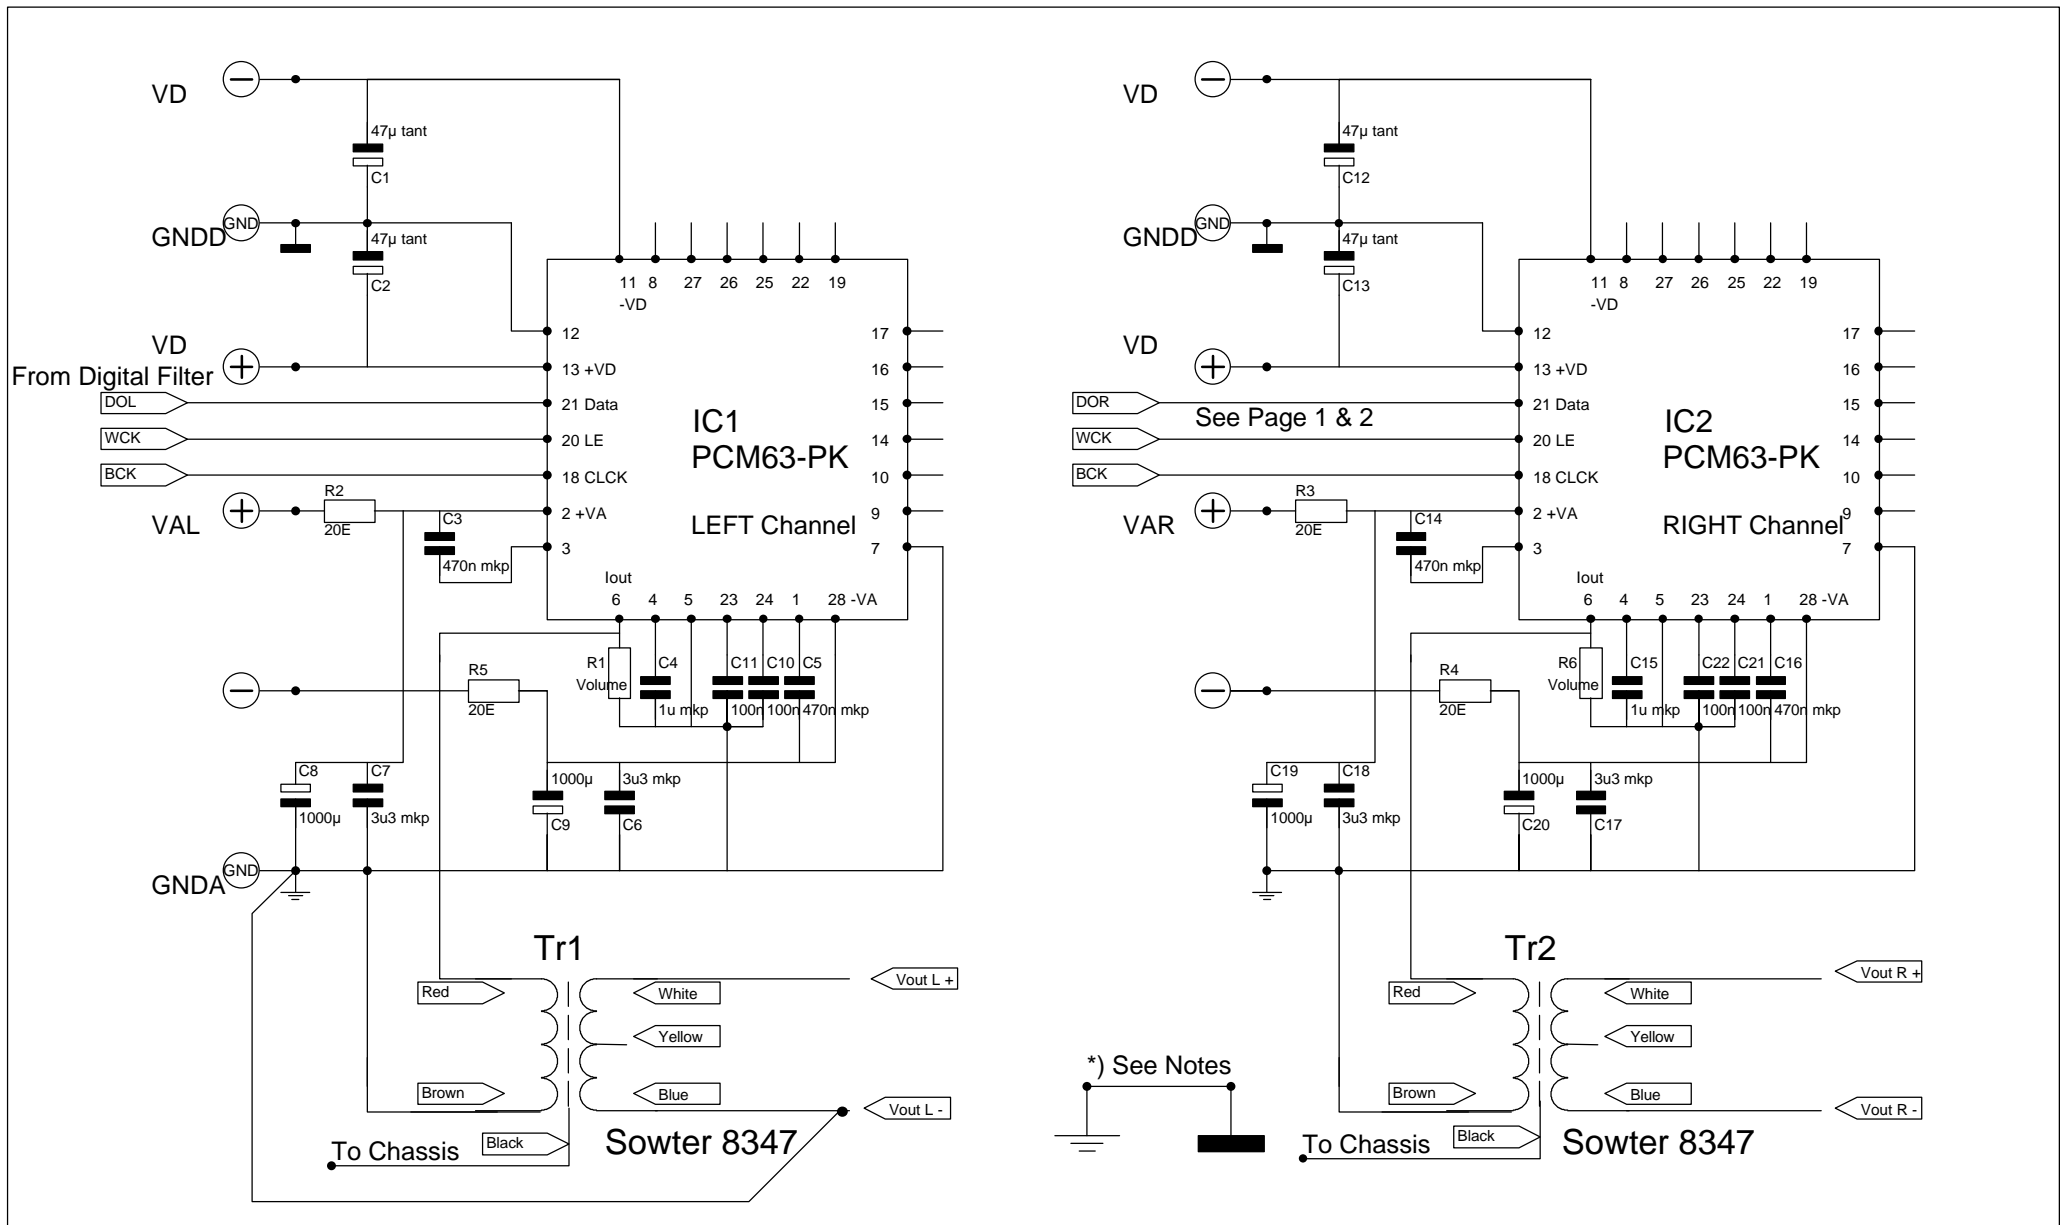 VD
47µ tant
C1
GNDD
GND
47µ tant
C2
11 8 27 26 25 22 19
-VD
12
17
VD
13 +VD
16
From Digital Filter
DOL
21 Data
15
WCK
20 LE
14
IC1
PCM63-PK
BCK
18 CLCK
10
VAL
R2
20E
C3
470n mkp
2 +VA
9
LEFT Channel
3
7
Iout
6 4 5 23 24 1 28 -VA
R5
20E
R1
Volume
C4
1u mkp
C11
100n
C10
100n
C5
470n mkp
C8
1000µ
C7
3u3 mkp
1000µ
C9
3u3 mkp
C6
GNDA
GND
Tr1
Red
White
Vout L +
Yellow
Brown
Blue
Vout L -
Black
To Chassis
Sowter 8347
VD
47µ tant
C12
GNDD
GND
47µ tant
C13
11 8 27 26 25 22 19
-VD
12
17
VD
13 +VD
16
DOR
See Page 1 & 2
21 Data
15
WCK
20 LE
14
IC2
PCM63-PK
BCK
18 CLCK
10
VAR
R3
20E
C14
470n mkp
2 +VA
9
RIGHT Channel
3
7
Iout
6 4 5 23 24 1 28 -VA
R4
20E
R6
Volume
C15
1u mkp
C22
100n
C21
100n
C16
470n mkp
C19
1000µ
C18
3u3 mkp
1000µ
C20
3u3 mkp
C17
Tr2
Red
White
Vout R +
Yellow
*) See Notes
Brown
Blue
Vout R -
Black
To Chassis
Sowter 8347